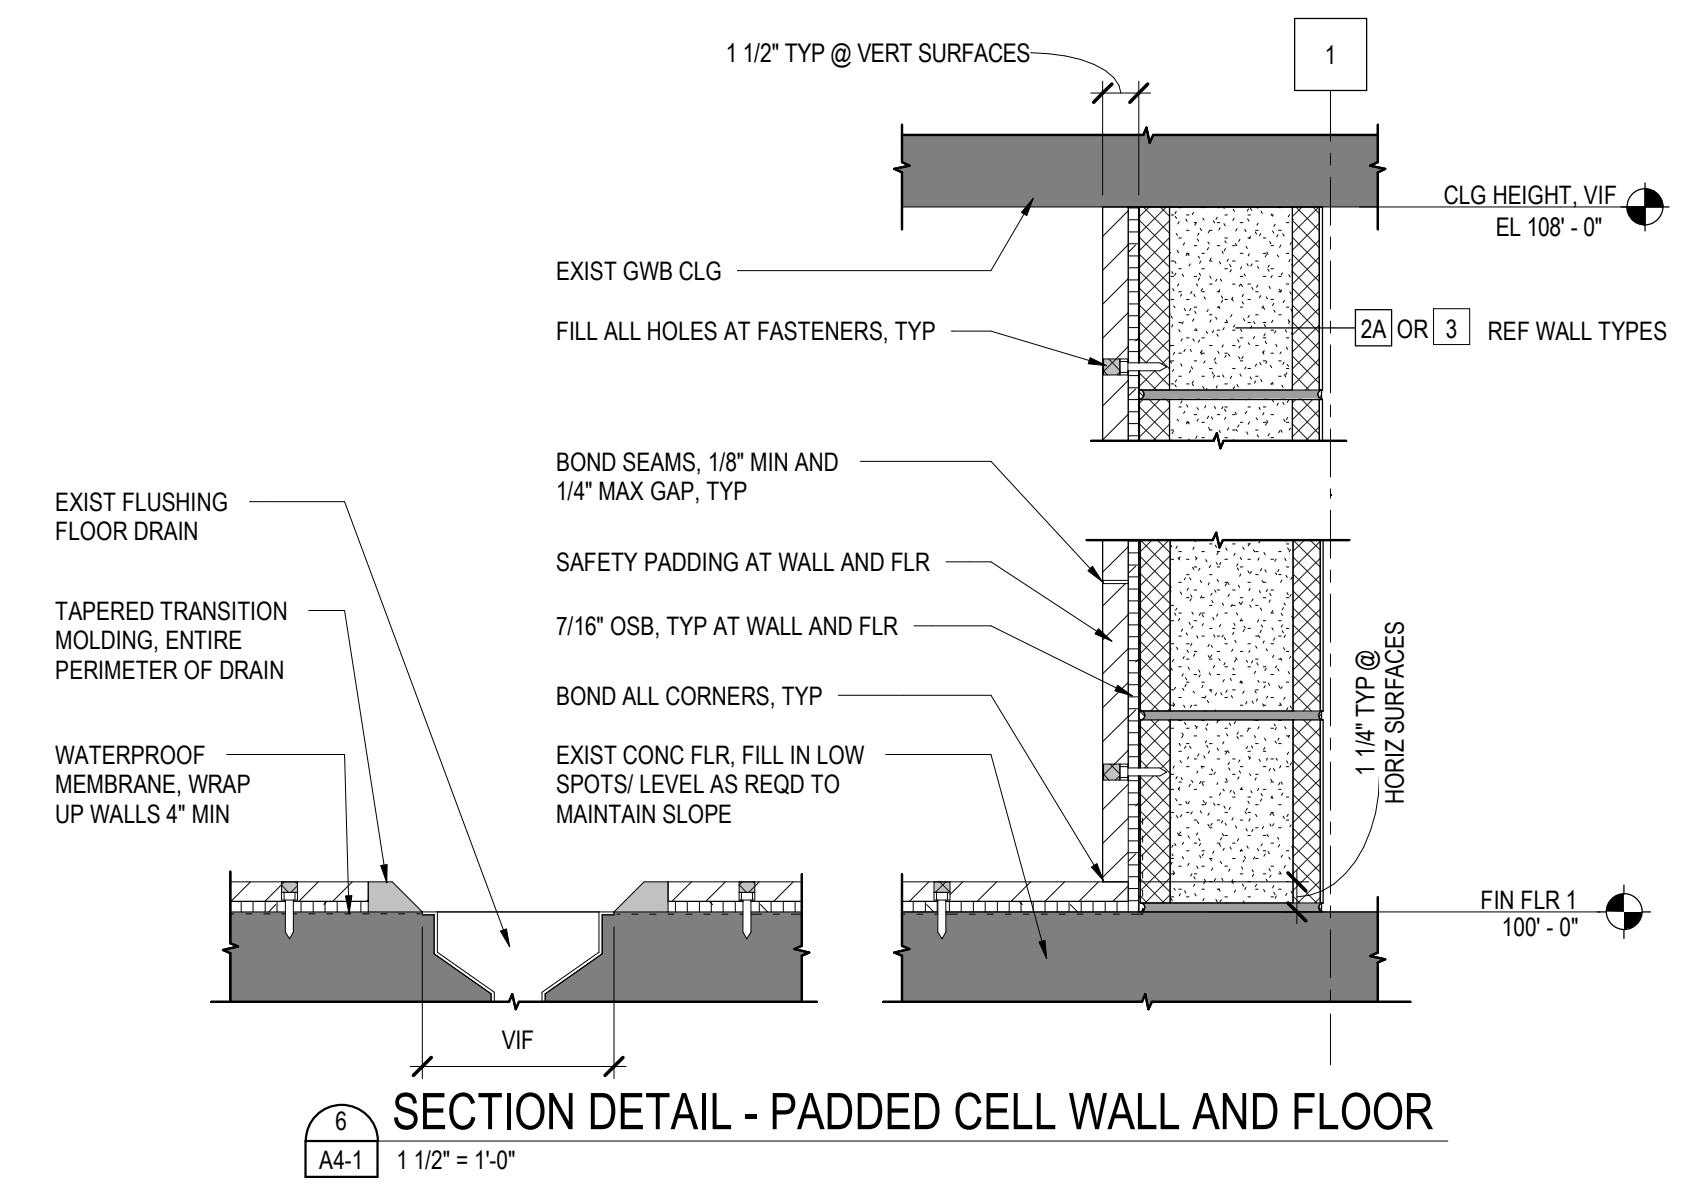 1 1/2" TYP @ VERT SURFACES
1
CLG HEIGHT, VIF
EL 108' - 0"
EXIST GWB CLG
FILL ALL HOLES AT FASTENERS, TYP
2A OR 3 REF WALL TYPES
BOND SEAMS, 1/8" MIN AND
1/4" MAX GAP, TYP
EXIST FLUSHING
FLOOR DRAIN
SAFETY PADDING AT WALL AND FLR
TAPERED TRANSITION
MOLDING, ENTIRE
PERIMETER OF DRAIN
7/16" OSB, TYP AT WALL AND FLR
1 1/4" TYP @
HORIZ SURFACES
BOND ALL CORNERS, TYP
WATERPROOF
MEMBRANE, WRAP
UP WALLS 4" MIN
EXIST CONC FLR, FILL IN LOW
SPOTS/ LEVEL AS REQD TO
MAINTAIN SLOPE
FIN FLR 1
100' - 0"
VIF
6
A4-1
SECTION DETAIL - PADDED CELL WALL AND FLOOR
1 1/2" = 1'-0"